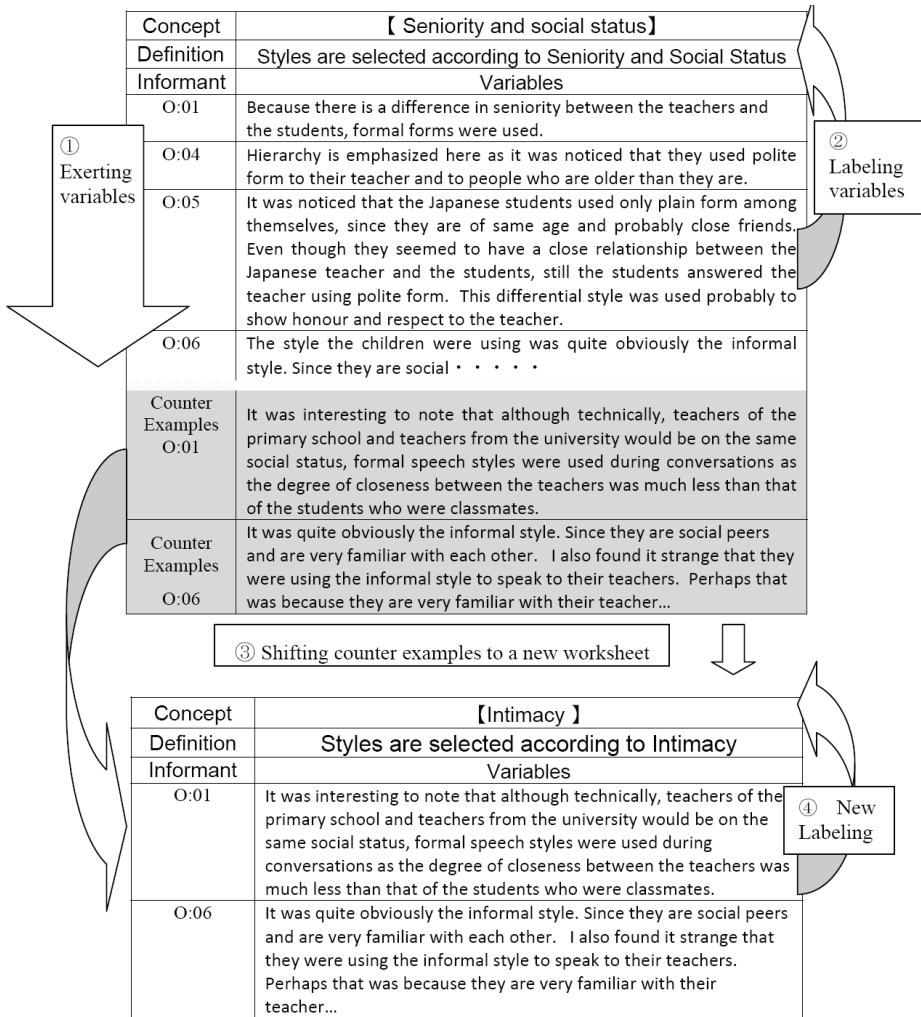 Concept 【 Seniority and social status】
Definition Styles are selected according to Seniority and Social Status
Informant Variables
O:01 Because there is a difference in seniority between the teachers and
the students, formal forms were used.
O:04 Hierarchy is emphasized here as it was noticed that they used polite
form to their teacher and to people who are older than they are.
O:05 It was noticed that the Japanese students used only plain form among
themselves, since they are of same age and probably close friends.
Even though they seemed to have a close relationship between the
Japanese teacher and the students, still the students answered the
teacher using polite form. This differential style was used probably to
show honour and respect to the teacher.
O:06 The style the children were using was quite obviously the informal
style. Since they are social・・・・・
①
Exerting
variables
②
Labeling
variables
Counter
Examples
O:01
It was interesting to note that although technically, teachers of the
primary school and teachers from the university would be on the same
social status, formal speech styles were used during conversations as
the degree of closeness between the teachers was much less than that
of the students who were classmates.
Counter
Examples
O:06
It was quite obviously the informal style. Since they are social peers
and are very familiar with each other. I also found it strange that they
were using the informal style to speak to their teachers. Perhaps that
was because they are very familiar with their teacher...
③ Shifting counter examples to a new worksheet
Concept 【Intimacy 】
Definition Styles are selected according to Intimacy
Informant Variables
O:01 It was interesting to note that although technically, teachers of the
primary school and teachers from the university would be on the
same social status, formal speech styles were used during
conversations as the degree of closeness between the teachers was
much less than that of the students who were classmates.
④ New
Labeling
O:06 It was quite obviously the informal style. Since they are social peers
and are very familiar with each other. I also found it strange that
they were using the informal style to speak to their teachers.
Perhaps that was because they are very familiar with their
teacher...